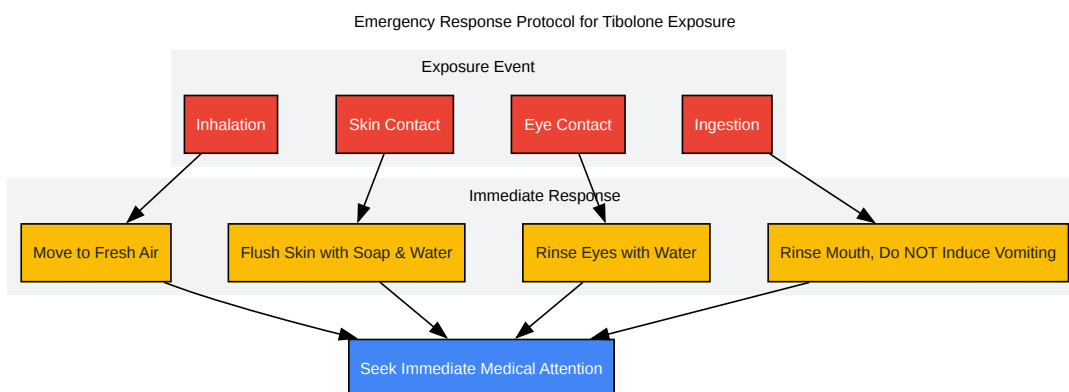 Emergency Response Protocol for Tibolone Exposure
Exposure Event
Inhalation
Skin Contact
Eye Contact
Ingestion
Immediate Response
Move to Fresh Air
Flush Skin with Soap & Water
Rinse Eyes with Water
Rinse Mouth, Do NOT Induce Vomiting
Seek Immediate Medical Attention